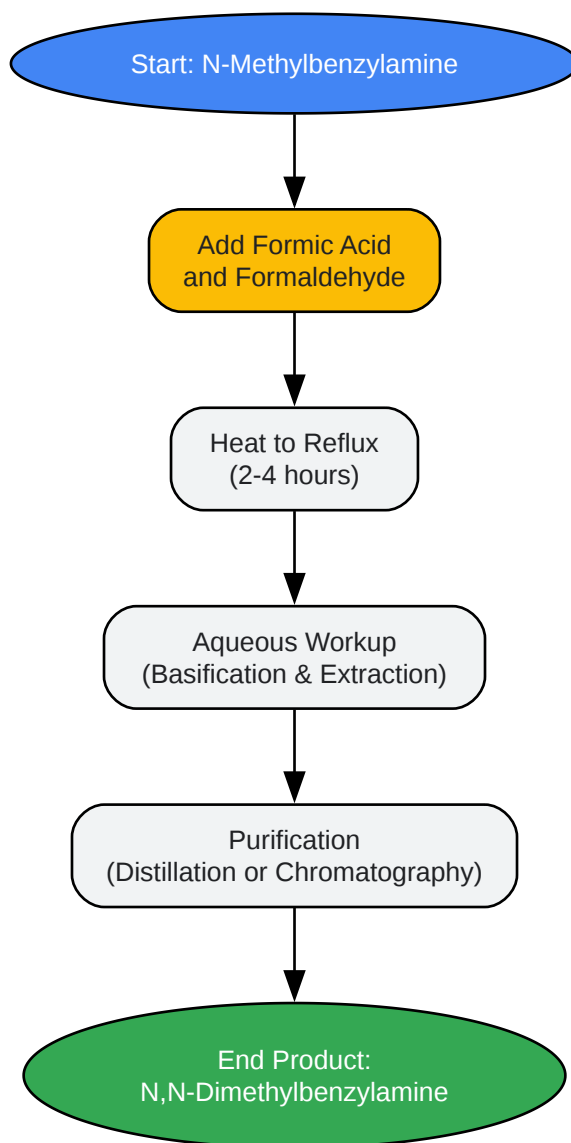 Start: N-Methylbenzylamine
Add Formic Acid
and Formaldehyde
Heat to Reflux
(2-4 hours)
Aqueous Workup
(Basification & Extraction)
Purification
(Distillation or Chromatography)
End Product:
N,N-Dimethylbenzylamine